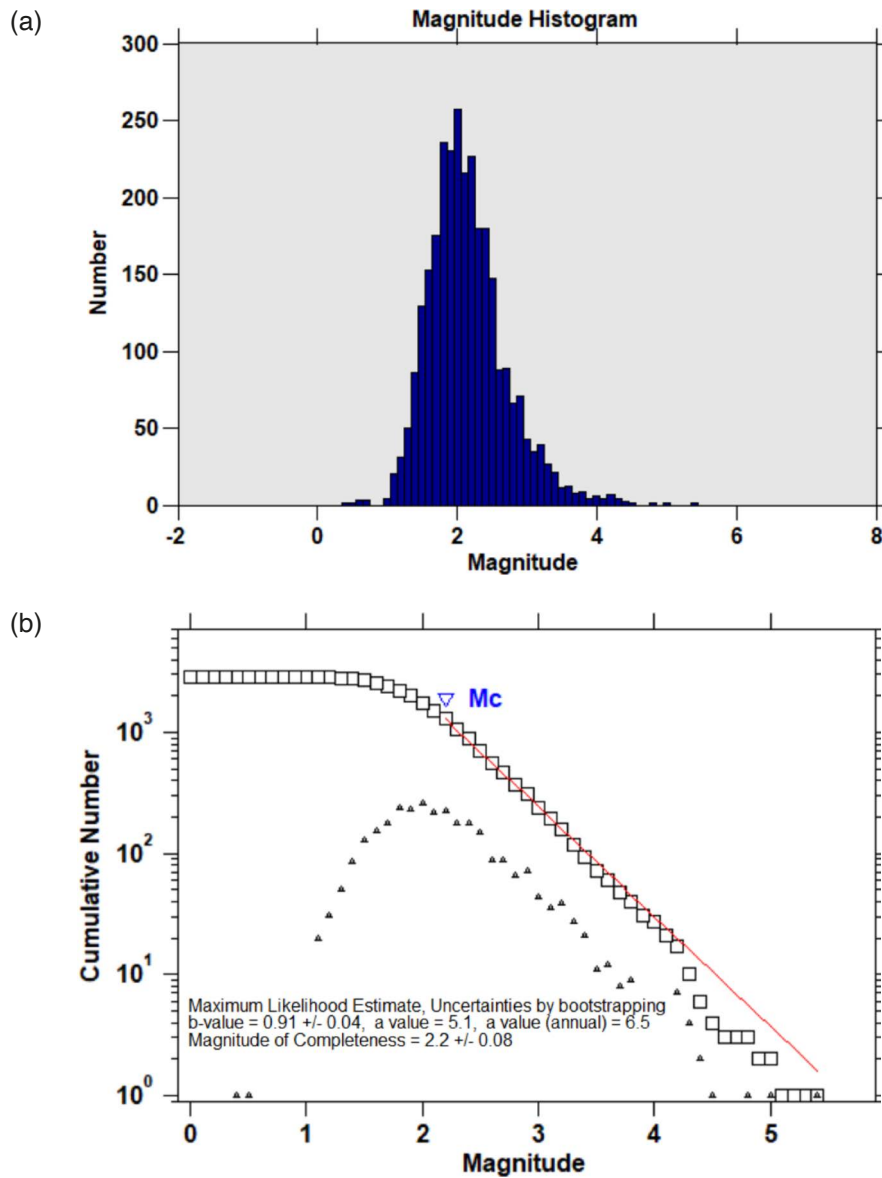 (a)
Magnitude Histogram
300
250
200
150
100
50
0
Number
-2 0 2 4 6 8
Magnitude
(b)
Mc
10³
10²
10¹
10⁰
Cumulative Number
Maximum Likelihood Estimate, Uncertainties by bootstrapping
b-value = 0.91 +/- 0.04, a value = 5.1, a value (annual) = 6.5
Magnitude of Completeness = 2.2 +/- 0.08
0 1 2 3 4 5
Magnitude